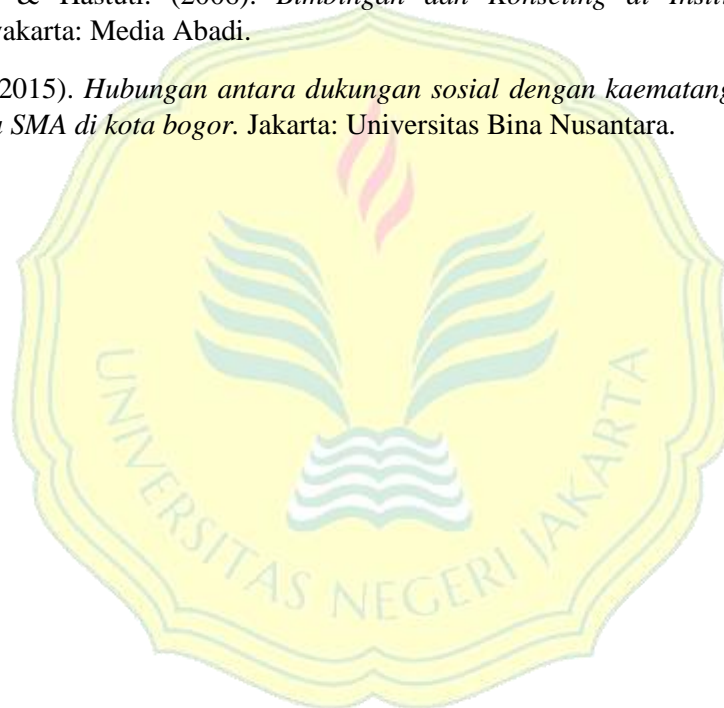 & Hastuti. (2006). Bimbingan dan Konseling di Insti
yakarta: Media Abadi.
2015). Hubungan antara dukungan sosial dengan kaematang
SMA di kota bogor. Jakarta: Universitas Bina Nusantara.
UNIVERSITAS NEGERI JAKARTA